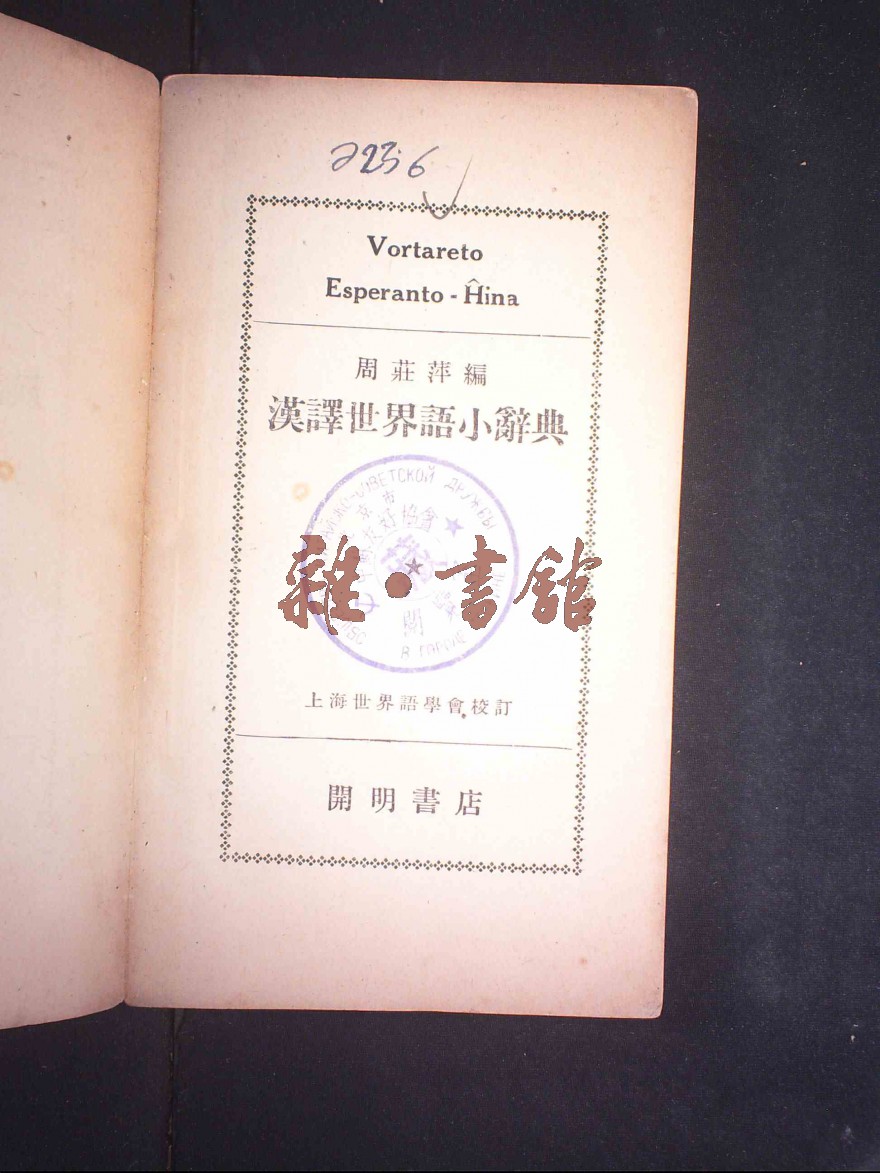 2236
Vortareto
Esperanto - Ĥina
周莊萍編
漢譯世界語小辭典
雜·書館
上海世界語學會校訂
開明書店